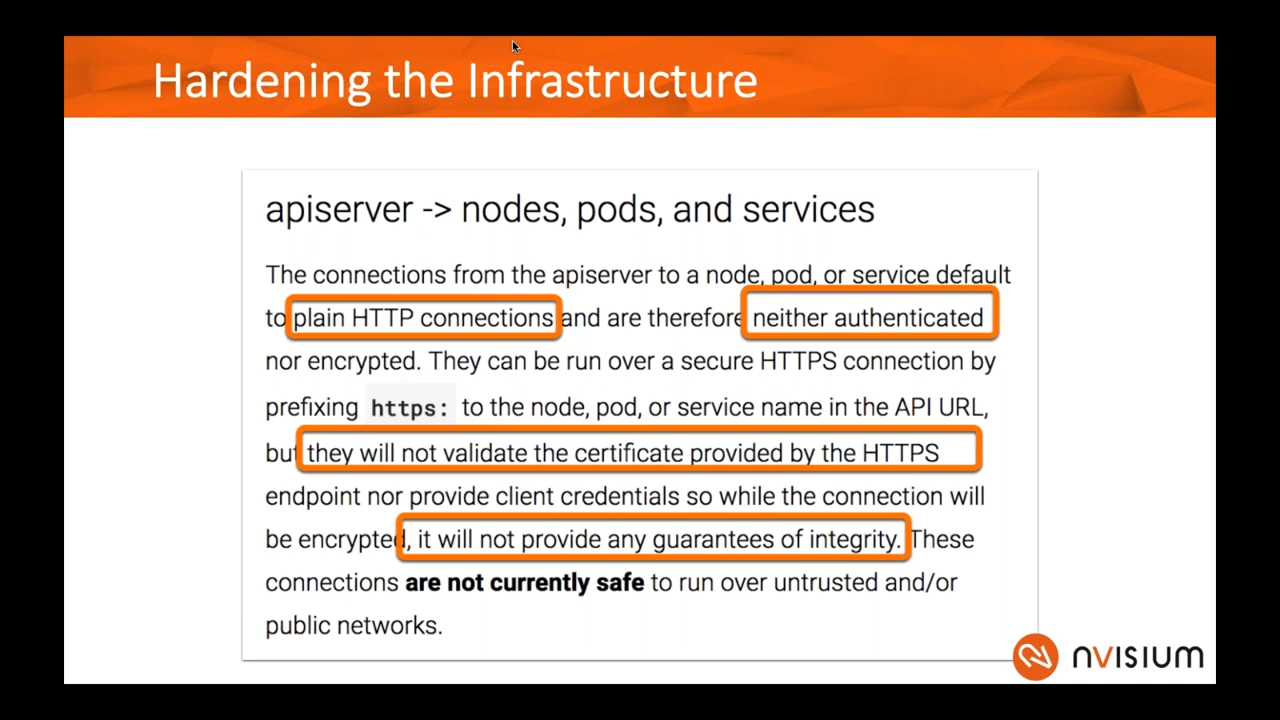 Hardening the Infrastructure
apiserver -> nodes, pods, and services
The connections from the apiserver to a node, pod, or service default
to plain HTTP connections and are therefore neither authenticated
nor encrypted. They can be run over a secure HTTPS connection by
prefixing https: to the node, pod, or service name in the API URL,
but they will not validate the certificate provided by the HTTPS
endpoint nor provide client credentials so while the connection will
be encrypted, it will not provide any guarantees of integrity. These
connections are not currently safe to run over untrusted and/or
public networks.
nVISIUM